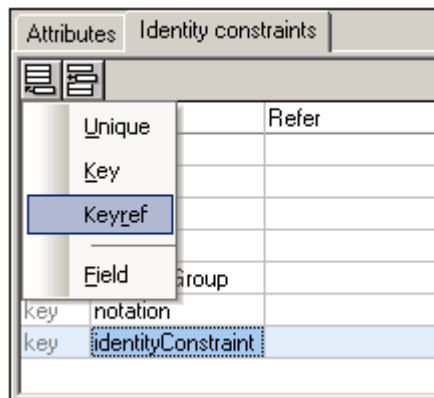 Attributes Identity constraints
Refer
Unique
Key
Keyref
Field
Group
key notation
key identityConstraint